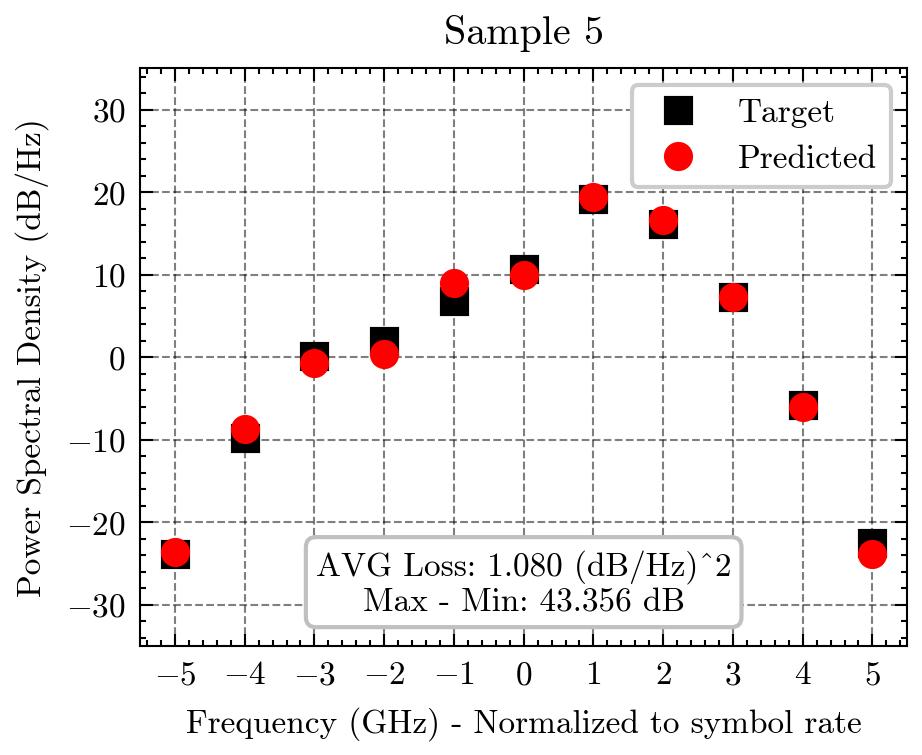 Sample 5
Target
Predicted
30
20
10
0
−10
−20
−30
Power Spectral Density (dB/Hz)
AVG Loss: 1.080 (dB/Hz)^2
Max - Min: 43.356 dB
−5 −4 −3 −2 −1 0 1 2 3 4 5
Frequency (GHz) - Normalized to symbol rate